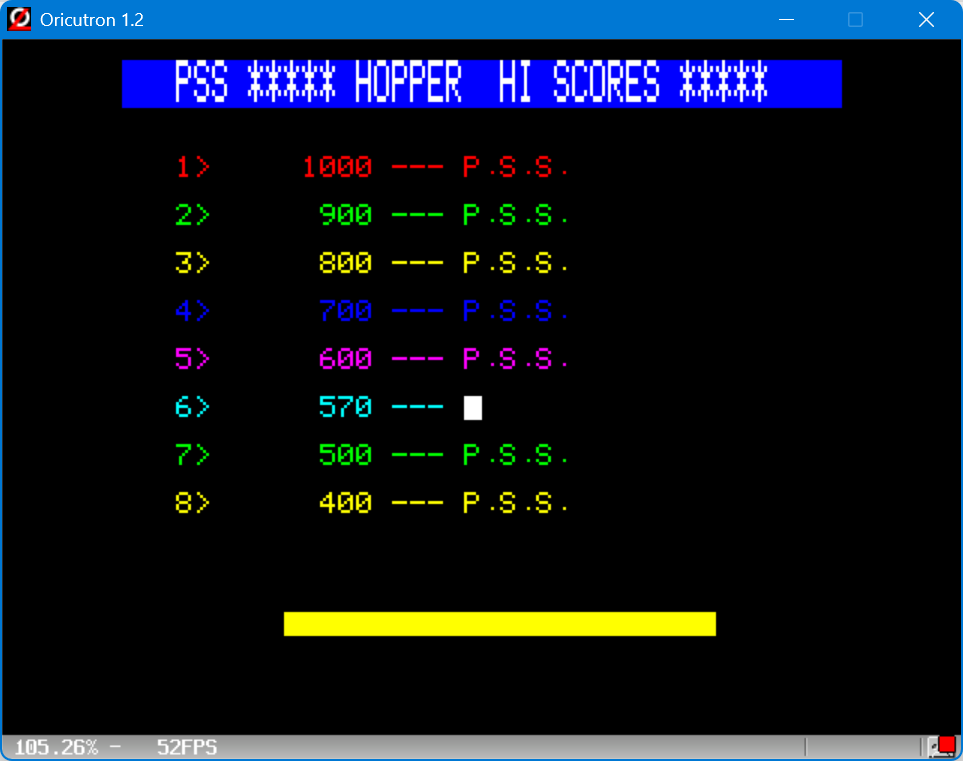 Oricutron 1.2
PSS ***** HOPPER  HI SCORES *****
1> 1000 --- P.S.S.
2> 900 --- P.S.S.
3> 800 --- P.S.S.
4> 700 --- P.S.S.
5> 600 --- P.S.S.
6> 570 ---
7> 500 --- P.S.S.
8> 400 --- P.S.S.
105.26% - 52FPS